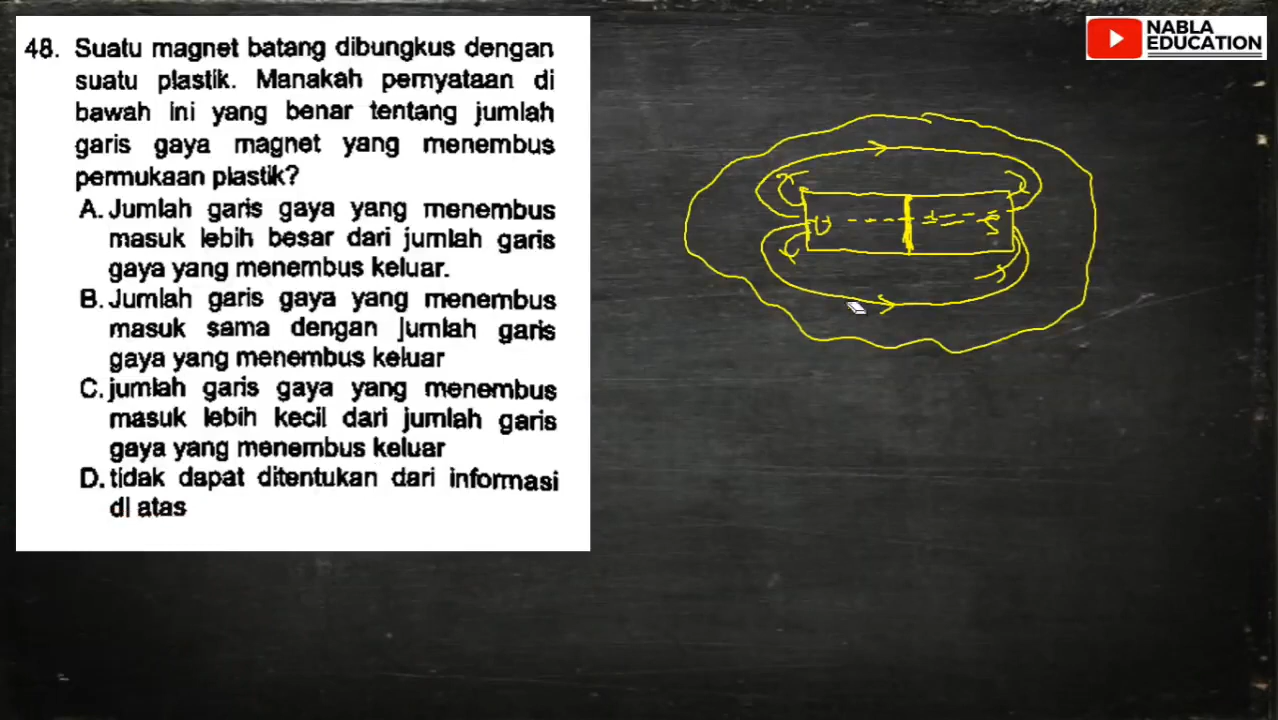 48. Suatu magnet batang dibungkus dengan
suatu plastik. Manakah pernyataan di
bawah ini yang benar tentang jumlah
garis gaya magnet yang menembus
permukaan plastik?
A. Jumlah garis gaya yang menembus
masuk lebih besar dari jumlah garis
gaya yang menembus keluar.
B. Jumlah garis gaya yang menembus
masuk sama dengan jumlah garis
gaya yang menembus keluar
C. jumlah garis gaya yang menembus
masuk lebih kecil dari jumlah garis
gaya yang menembus keluar
D. tidak dapat ditentukan dari informasi
di atas
NABLA
EDUCATION
U S